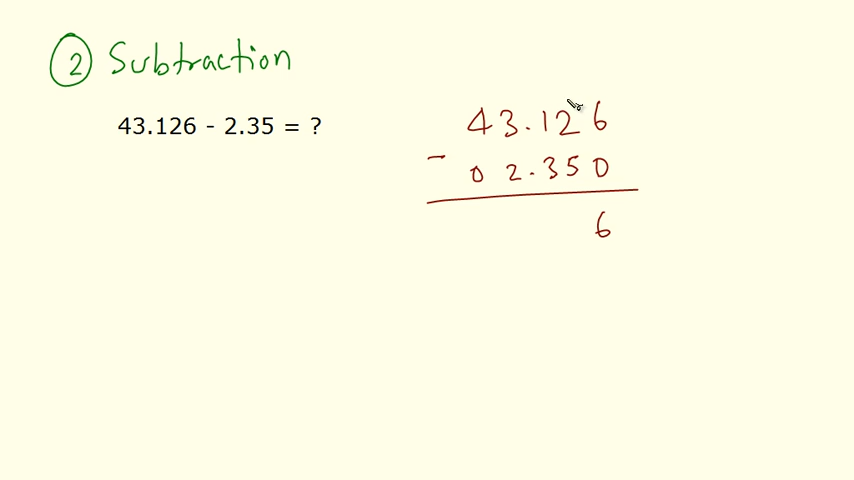 2 Subtraction
43.126 - 2.35 = ?
43.126
- 02.350
6